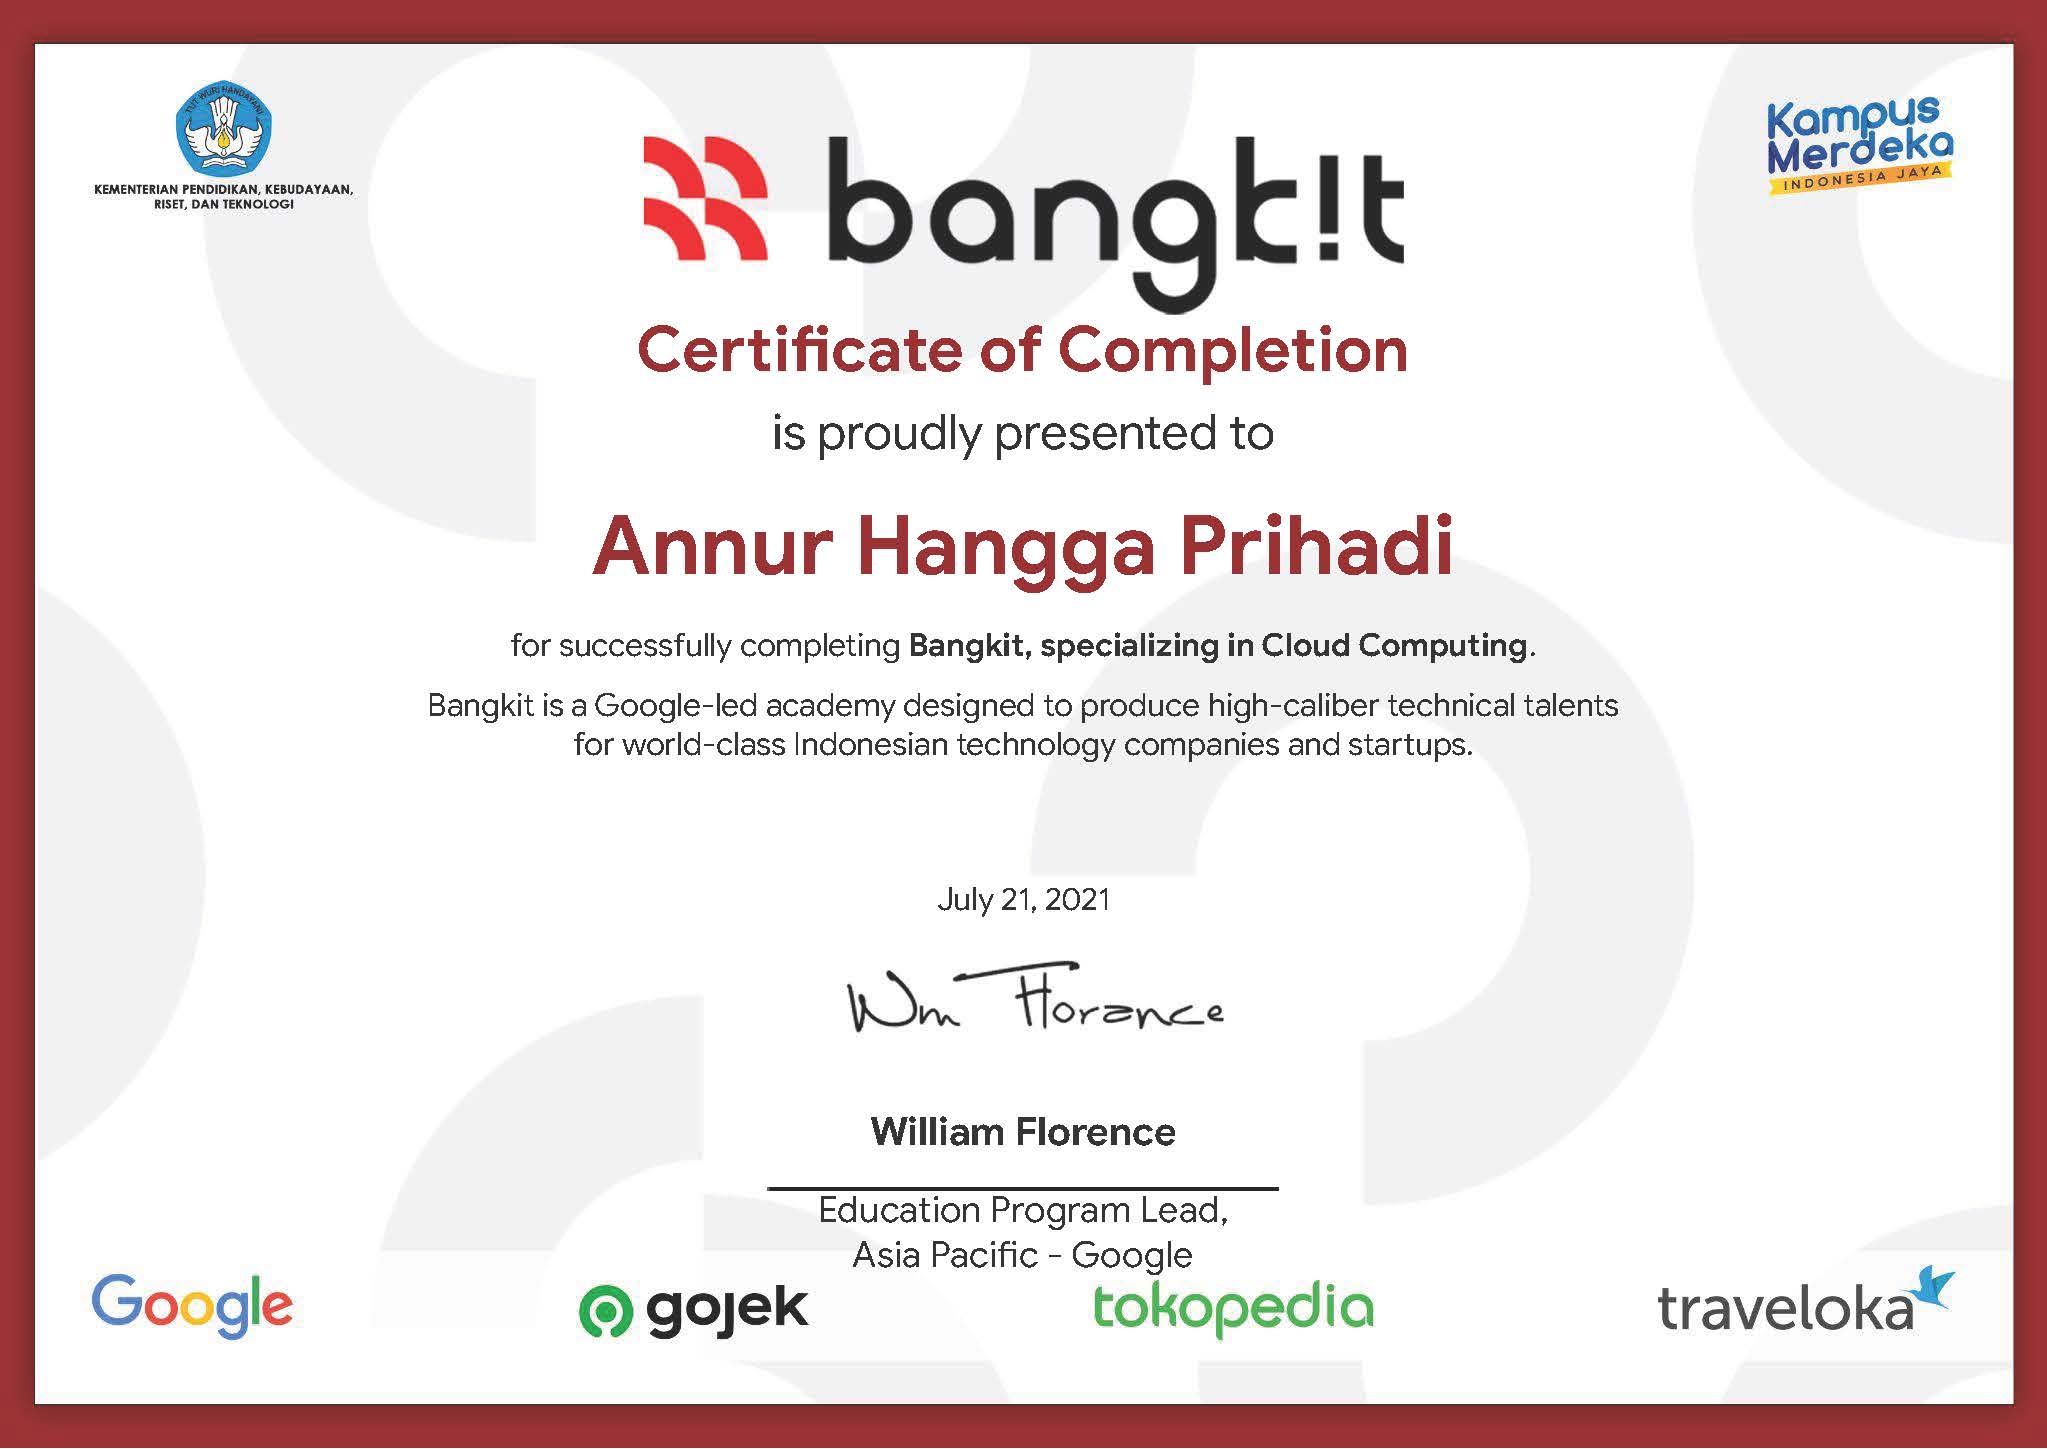 TUT WURI HANDAYANI
KEMENTERIAN PENDIDIKAN, KEBUDAYAAN,
RISET, DAN TEKNOLOGI
Kampus
Merdeka
INDONESIA JAYA
bangk!t
Certificate of Completion
is proudly presented to
Annur Hangga Prihadi
for successfully completing Bangkit, specializing in Cloud Computing.
Bangkit is a Google-led academy designed to produce high-caliber technical talents
for world-class Indonesian technology companies and startups.
July 21, 2021
Wm Florance
William Florence
Education Program Lead,
Asia Pacific - Google
Google
gojek
tokopedia
traveloka